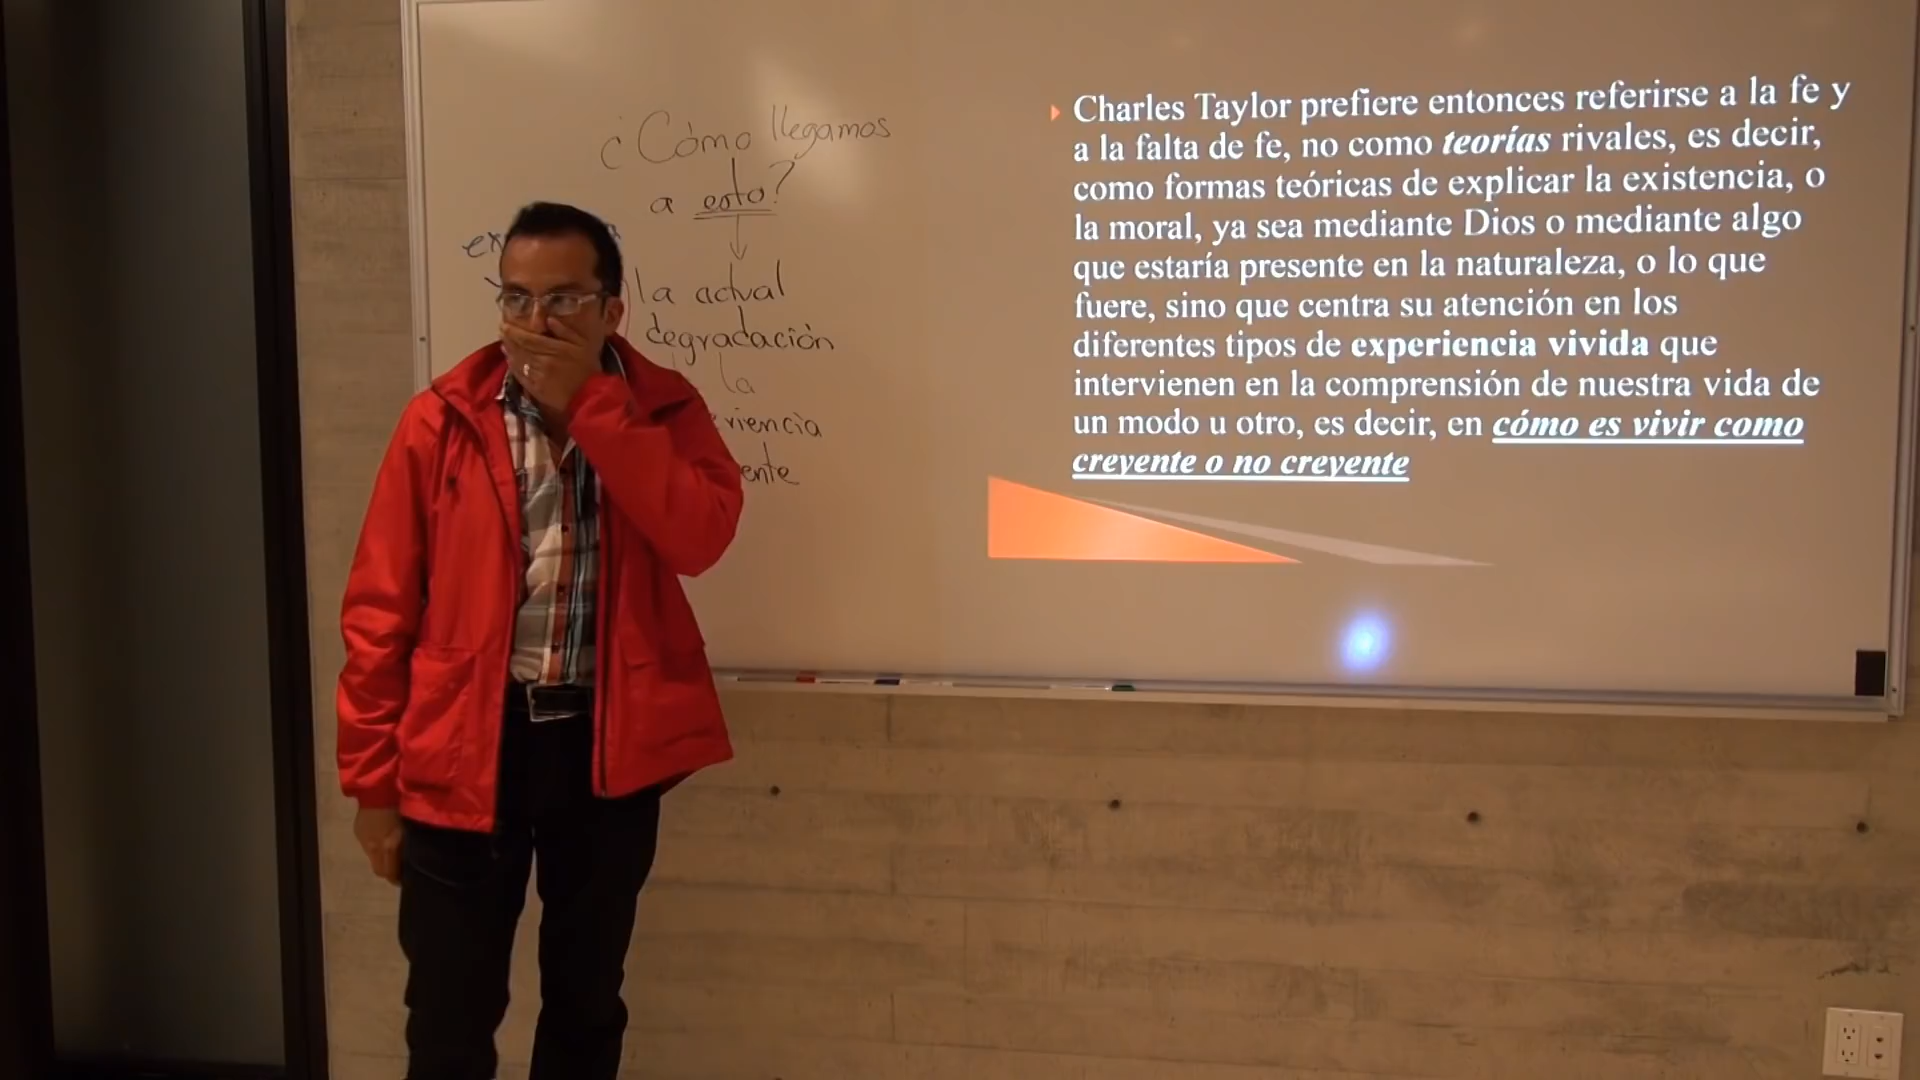 ¿Cómo llegamos
a esto?
la actual
degradación
la
Charles Taylor prefiere entonces referirse a la fe y
a la falta de fe, no como teorías rivales, es decir,
como formas teóricas de explicar la existencia, o
la moral, ya sea mediante Dios o mediante algo
que estaría presente en la naturaleza, o lo que
fuere, sino que centra su atención en los
diferentes tipos de experiencia vivida que
intervienen en la comprensión de nuestra vida de
un modo u otro, es decir, en cómo es vivir como
creyente o no creyente